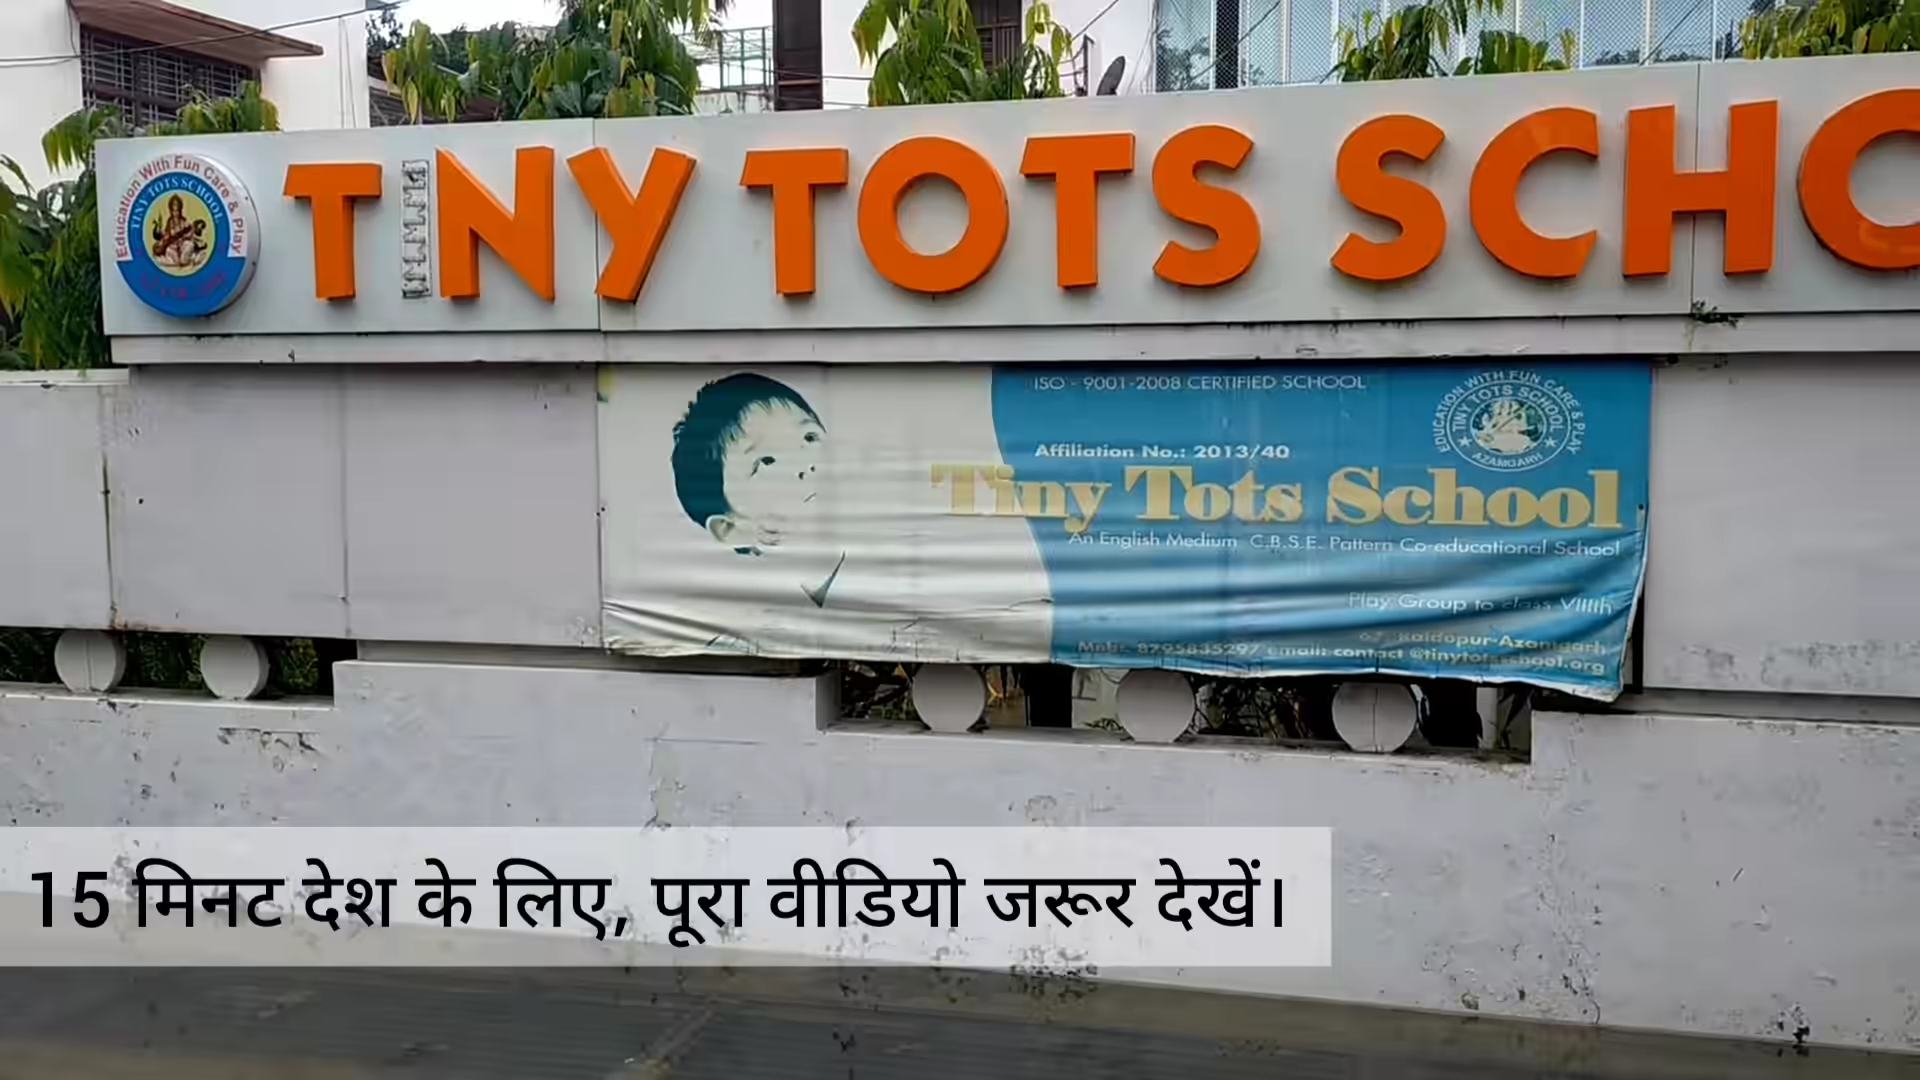 Education With Fun Care & Play
TINY TOTS SCHOOL
T NY TOTS SCHO
ISO - 9001-2008 CERTIFIED SCHOOL
EDUCATION WITH FUN CARE & PLAY
TINY TOTS SCHOOL
AZAMGARH
Affiliation No.: 2013/40
Tiny Tots School
An English Medium C.B.S.E. Pattern Co-educational School
Play Group to class VIIIth
Raidopur-Azamgarh
Mob.: 8795835297 email: contact @tinytotsschool.org
15 मिनट देश के लिए, पूरा वीडियो जरूर देखें।